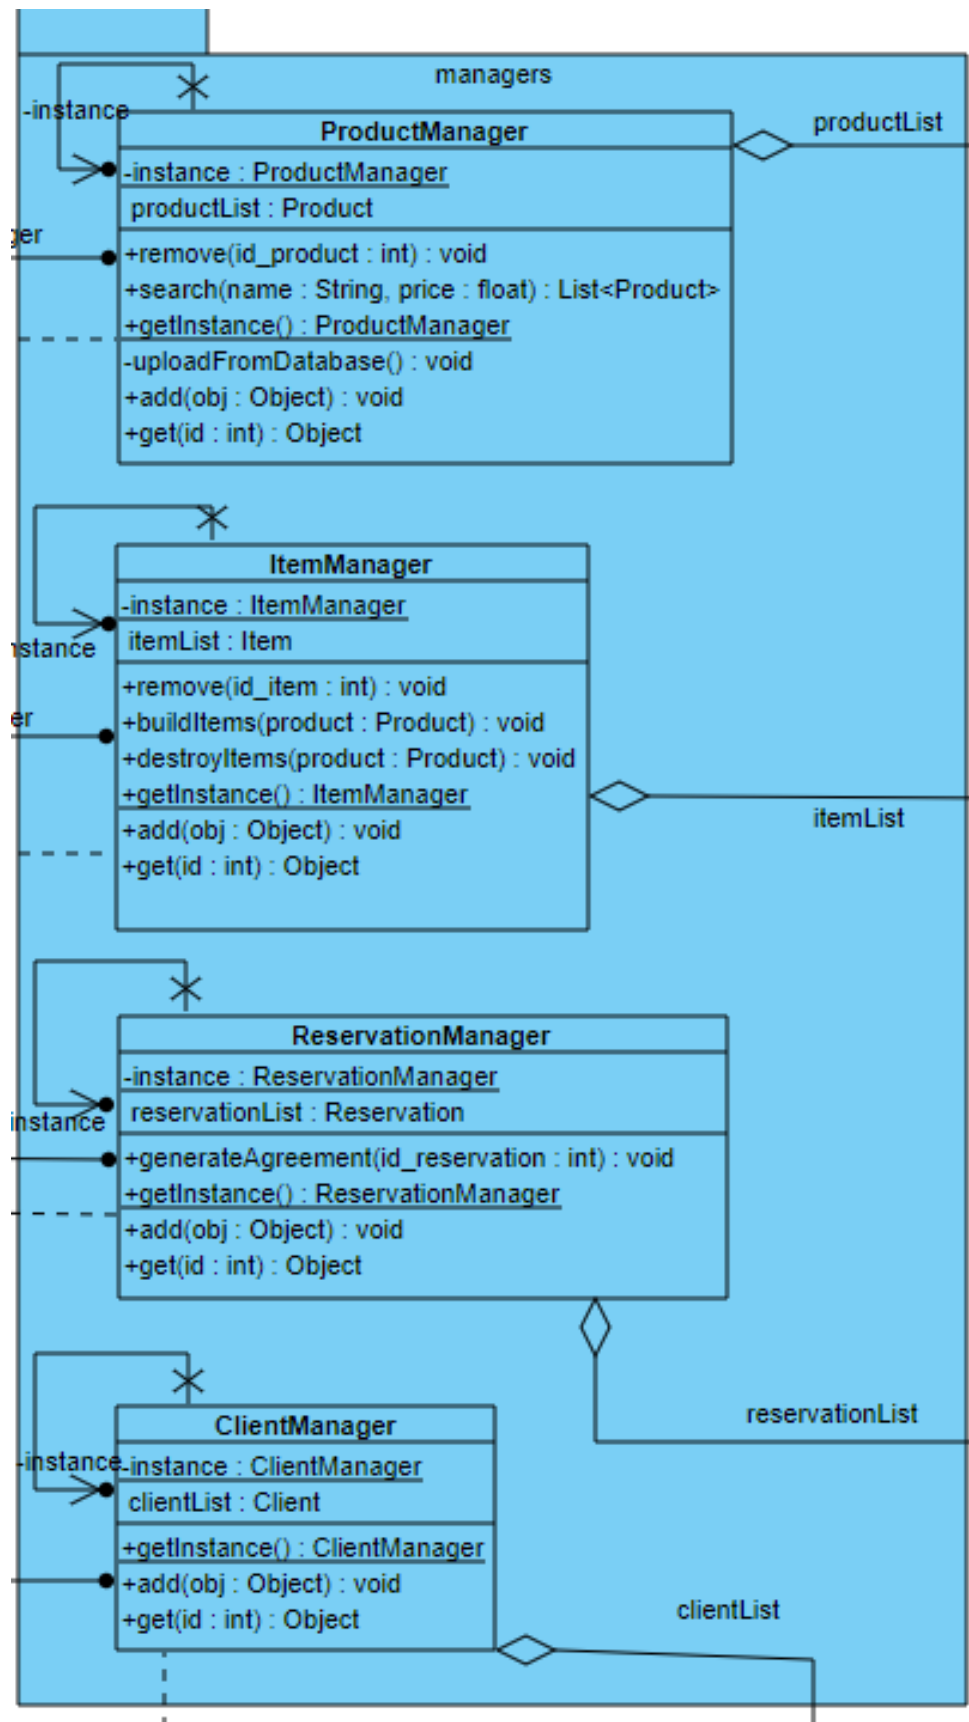 managers
-instance
ProductManager
productList
-instance : ProductManager
productList : Product
ger
+remove(id_product : int) : void
+search(name : String, price : float) : List<Product>
+getInstance() : ProductManager
-uploadFromDatabase() : void
+add(obj : Object) : void
+get(id : int) : Object
ItemManager
-instance : ItemManager
itemList : Item
nstance
+remove(id_item : int) : void
er
+buildItems(product : Product) : void
+destroyItems(product : Product) : void
+getInstance() : ItemManager
itemList
+add(obj : Object) : void
+get(id : int) : Object
ReservationManager
-instance : ReservationManager
reservationList : Reservation
instance
+generateAgreement(id_reservation : int) : void
+getInstance() : ReservationManager
+add(obj : Object) : void
+get(id : int) : Object
reservationList
ClientManager
-instance
-instance : ClientManager
clientList : Client
+getInstance() : ClientManager
+add(obj : Object) : void
+get(id : int) : Object
clientList